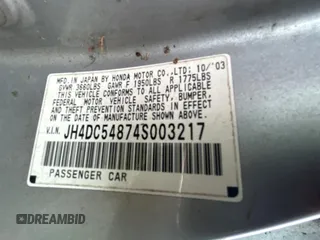 MFD. IN JAPAN BY HONDA MOTOR CO.,LTD: 10/03
GVWR 3660LBS GAWR F 1950LBS R 1775LBS
THIS VEHICLE CONFORMS TO ALL APPLICABLE
FEDERAL MOTOR VEHICLE SAFETY, BUMPER,
AND THEFT PREVENTION STANDARDS IN EFFECT
ON THE DATE OF MANUFACTURE SHOWN ABOVE.
V.I.N. JH4DC54874S003217
PASSENGER CAR
DREAMBID